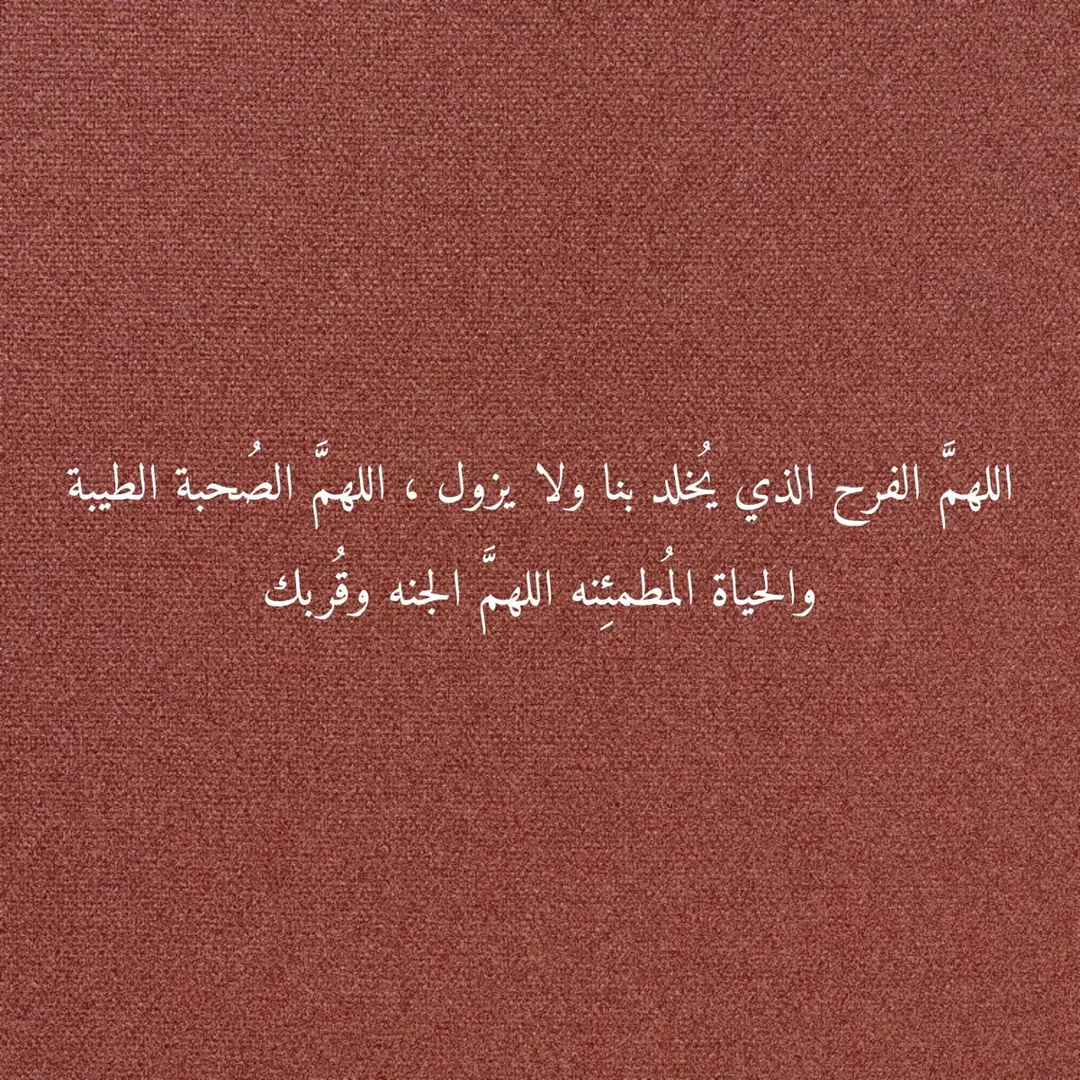 اللهمَّ الفرح الذي يُخلد بنا ولا يزول ، اللهمَّ الصُحبة الطيبة
والحياة المُطمئِنه اللهمَّ الجنه وقُربك